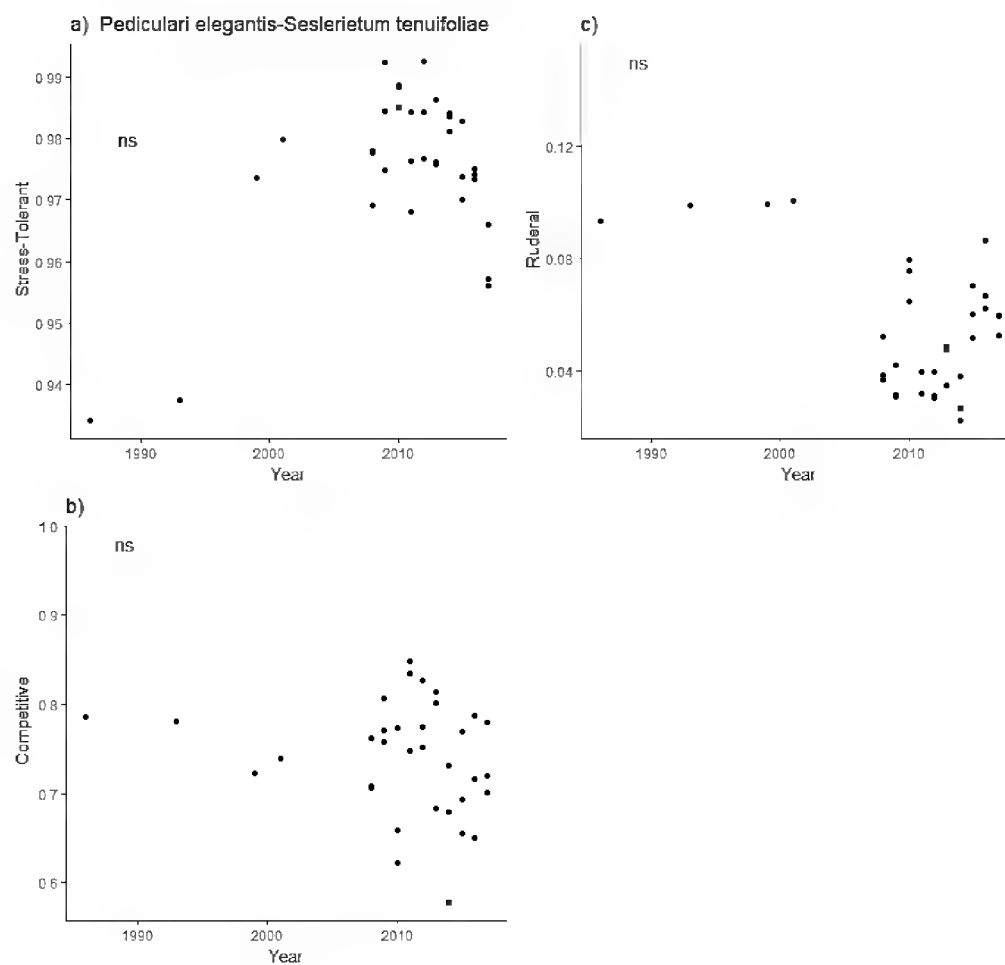 a) Pediculari elegantis-Seslerietum tenuifoliae
ns
Stress-Tolerant
0 99
0 98
0 97
0 96
0 95
0 94
1990
2000
2010
Year
c)
ns
Ruderal
0.12
0.08
0.04
1990
2000
2010
Year
b)
ns
Competitive
1 0
0 9
0 8
0 7
0 6
1990
2000
2010
Year